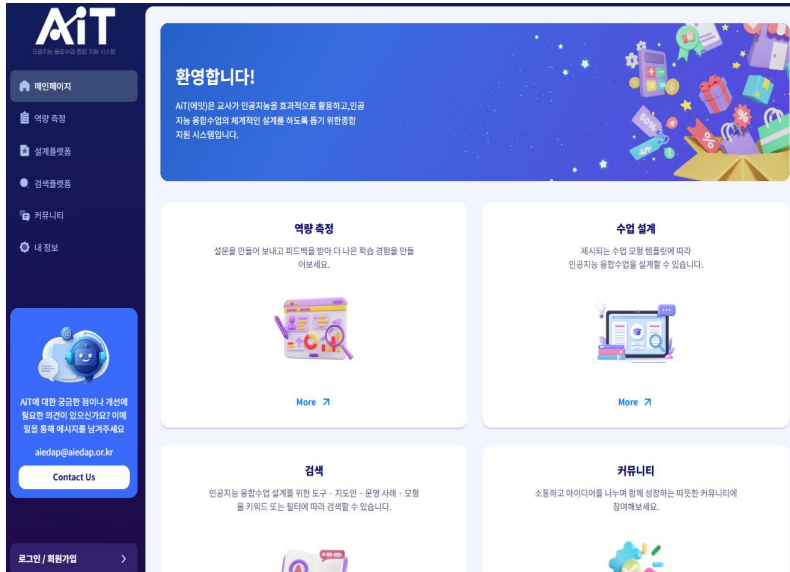 AiT
인공지능 융합수업 종합 지원 시스템
메인페이지
역량 측정
설계플랫폼
검색플랫폼
커뮤니티
내 정보
AiT에 대한 궁금한 점이나 개선에
필요한 의견이 있으신가요? 이메
일을 통해 메시지를 남겨주세요
aiedap@aiedap.or.kr
Contact Us
로그인 / 회원가입
환영합니다!
AiT(에잇)은 교사가 인공지능을 효과적으로 활용하고,인공
지능 융합수업의 체계적인 설계를 하도록 돕기 위한종합
지원 시스템입니다.
50%
%
%
역량 측정
설문을 만들어 보내고 피드백을 받아 더 나은 학습 경험을 만들
어보세요.
More
수업 설계
제시되는 수업 모형 템플릿에 따라
인공지능 융합수업을 설계할 수 있습니다.
More
검색
인공지능 융합수업 설계를 위한 도구 · 지도안 · 운영 사례 · 모형
을 키워드 또는 필터에 따라 검색할 수 있습니다.
커뮤니티
소통하고 아이디어를 나누며 함께 성장하는 따뜻한 커뮤니티에
참여해보세요.